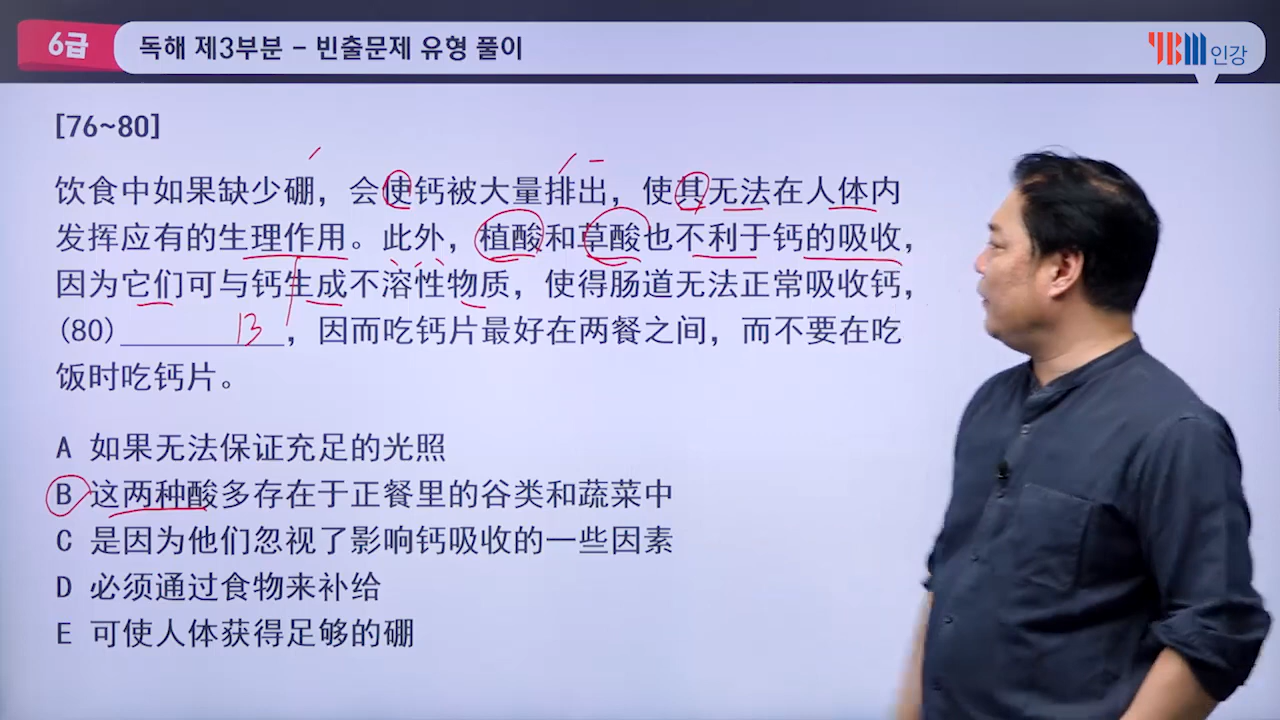 6급 독해 제3부분 - 빈출문제 유형 풀이 YBM 인강
[76~80]
饮食中如果缺少硼，会使钙被大量排出，使其无法在人体内
发挥应有的生理作用。此外，植酸和草酸也不利于钙的吸收，
因为它们可与钙生成不溶性物质，使得肠道无法正常吸收钙，
(80)__________ B，因而吃钙片最好在两餐之间，而不要在吃
饭时吃钙片。
A 如果无法保证充足的光照
B 这两种酸多存在于正餐里的谷类和蔬菜中
C 是因为他们忽视了影响钙吸收的一些因素
D 必须通过食物来补给
E 可使人体获得足够的硼